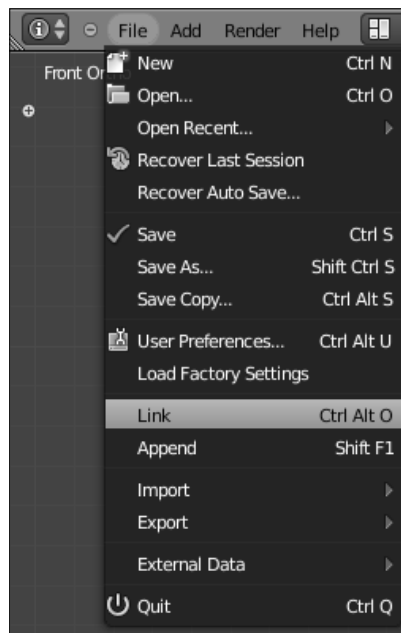 File Add Render Help
Front Or
New Ctrl N
Open... Ctrl O
Open Recent...
Recover Last Session
Recover Auto Save...
Save Ctrl S
Save As... Shift Ctrl S
Save Copy... Ctrl Alt S
User Preferences... Ctrl Alt U
Load Factory Settings
Link Ctrl Alt O
Append Shift F1
Import
Export
External Data
Quit Ctrl Q